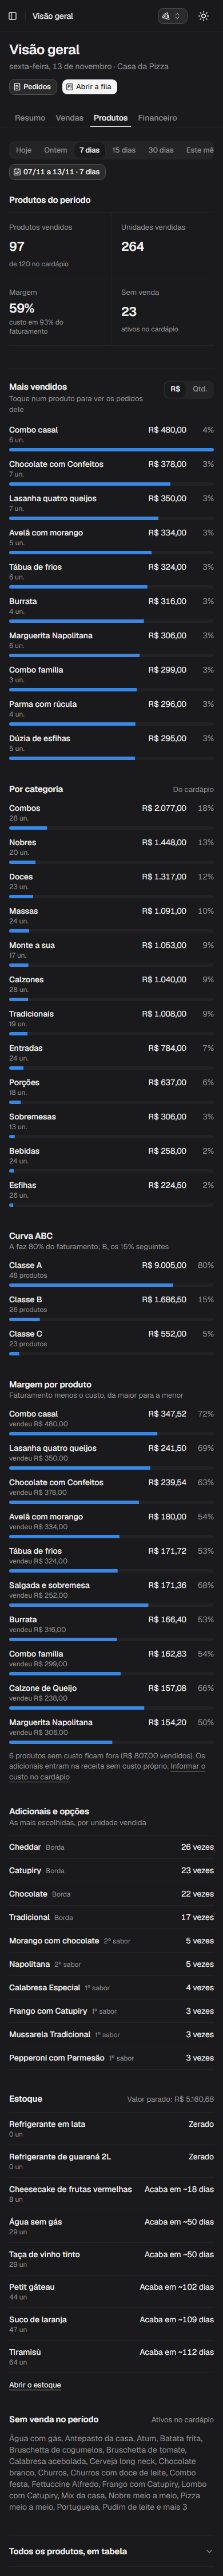 Visão geral
Visão geral
sexta-feira, 13 de novembro · Casa da Pizza
Pedidos
Abrir a fila
Resumo Vendas Produtos Financeiro
Hoje Ontem 7 dias 15 dias 30 dias Este mê
07/11 a 13/11 · 7 dias
Produtos do período
Produtos vendidos
97
de 120 no cardápio
Unidades vendidas
264
Margem
59%
custo em 93% do
faturamento
Sem venda
23
ativos no cardápio
Mais vendidos
Toque num produto para ver os pedidos
dele
R$ Qtd.
Combo casal R$ 480,00 4%
6 un.
Chocolate com Confeitos R$ 378,00 3%
7 un.
Lasanha quatro queijos R$ 350,00 3%
7 un.
Avelã com morango R$ 334,00 3%
5 un.
Tábua de frios R$ 324,00 3%
6 un.
Burrata R$ 316,00 3%
4 un.
Marguerita Napolitana R$ 306,00 3%
6 un.
Combo família R$ 299,00 3%
3 un.
Parma com rúcula R$ 296,00 3%
4 un.
Dúzia de esfihas R$ 295,00 3%
5 un.
Por categoria Do cardápio
Combos R$ 2.077,00 18%
28 un.
Nobres R$ 1.448,00 13%
20 un.
Doces R$ 1.317,00 12%
23 un.
Massas R$ 1.091,00 10%
24 un.
Monte a sua R$ 1.053,00 9%
17 un.
Calzones R$ 1.040,00 9%
28 un.
Tradicionais R$ 1.008,00 9%
19 un.
Entradas R$ 784,00 7%
24 un.
Porções R$ 637,00 6%
18 un.
Sobremesas R$ 306,00 3%
13 un.
Bebidas R$ 258,00 2%
24 un.
Esfihas R$ 224,50 2%
26 un.
Curva ABC
A faz 80% do faturamento; B, os 15% seguintes
Classe A R$ 9.005,00 80%
48 produtos
Classe B R$ 1.686,50 15%
26 produtos
Classe C R$ 552,00 5%
23 produtos
Margem por produto
Faturamento menos o custo, da maior para a menor
Combo casal R$ 347,52 72%
vendeu R$ 480,00
Lasanha quatro queijos R$ 241,50 69%
vendeu R$ 350,00
Chocolate com Confeitos R$ 239,54 63%
vendeu R$ 378,00
Avelã com morango R$ 180,00 54%
vendeu R$ 334,00
Tábua de frios R$ 171,72 53%
vendeu R$ 324,00
Salgada e sobremesa R$ 171,36 68%
vendeu R$ 252,00
Burrata R$ 166,40 53%
vendeu R$ 316,00
Combo família R$ 162,83 54%
vendeu R$ 299,00
Calzone de Queijo R$ 157,08 66%
vendeu R$ 238,00
Marguerita Napolitana R$ 154,20 50%
vendeu R$ 306,00
6 produtos sem custo ficam fora (R$ 807,00 vendidos). Os
adicionais entram na receita sem custo próprio. Informar o
custo no cardápio
Adicionais e opções
As mais escolhidas, por unidade vendida
Cheddar Borda 26 vezes
Catupiry Borda 23 vezes
Chocolate Borda 22 vezes
Tradicional Borda 17 vezes
Morango com chocolate 2º sabor 5 vezes
Napolitana 2º sabor 5 vezes
Calabresa Especial 1º sabor 4 vezes
Frango com Catupiry 1º sabor 3 vezes
Mussarela Tradicional 1º sabor 3 vezes
Pepperoni com Parmesão 1º sabor 3 vezes
Estoque Valor parado: R$ 5.160,68
Refrigerante em lata Zerado
0 un
Refrigerante de guaraná 2L Zerado
0 un
Cheesecake de frutas vermelhas Acaba em ~18 dias
8 un
Água sem gás Acaba em ~50 dias
29 un
Taça de vinho tinto Acaba em ~50 dias
29 un
Petit gâteau Acaba em ~102 dias
44 un
Suco de laranja Acaba em ~109 dias
47 un
Tiramisù Acaba em ~112 dias
64 un
Abrir o estoque
Sem venda no período Ativos no cardápio
Água com gás, Antepasto da casa, Atum, Batata frita,
Bruschetta de cogumelos, Bruschetta de tomate,
Calabresa acebolada, Cerveja long neck, Chocolate
branco, Churros, Churros com doce de leite, Combo
festa, Fettuccine Alfredo, Frango com Catupiry, Lombo
com Catupiry, Mix da casa, Nobre meio a meio, Pizza
meio a meio, Portuguesa, Pudim de leite e mais 3
Todos os produtos, em tabela